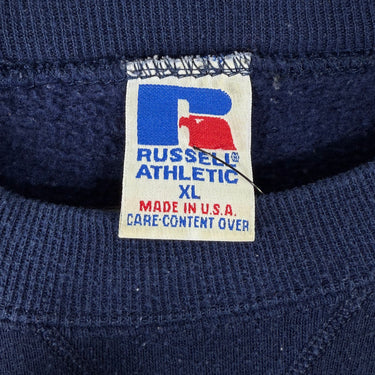 R
RUSSELL®
ATHLETIC
XL
MADE IN U.S.A.
CARE-CONTENT OVER